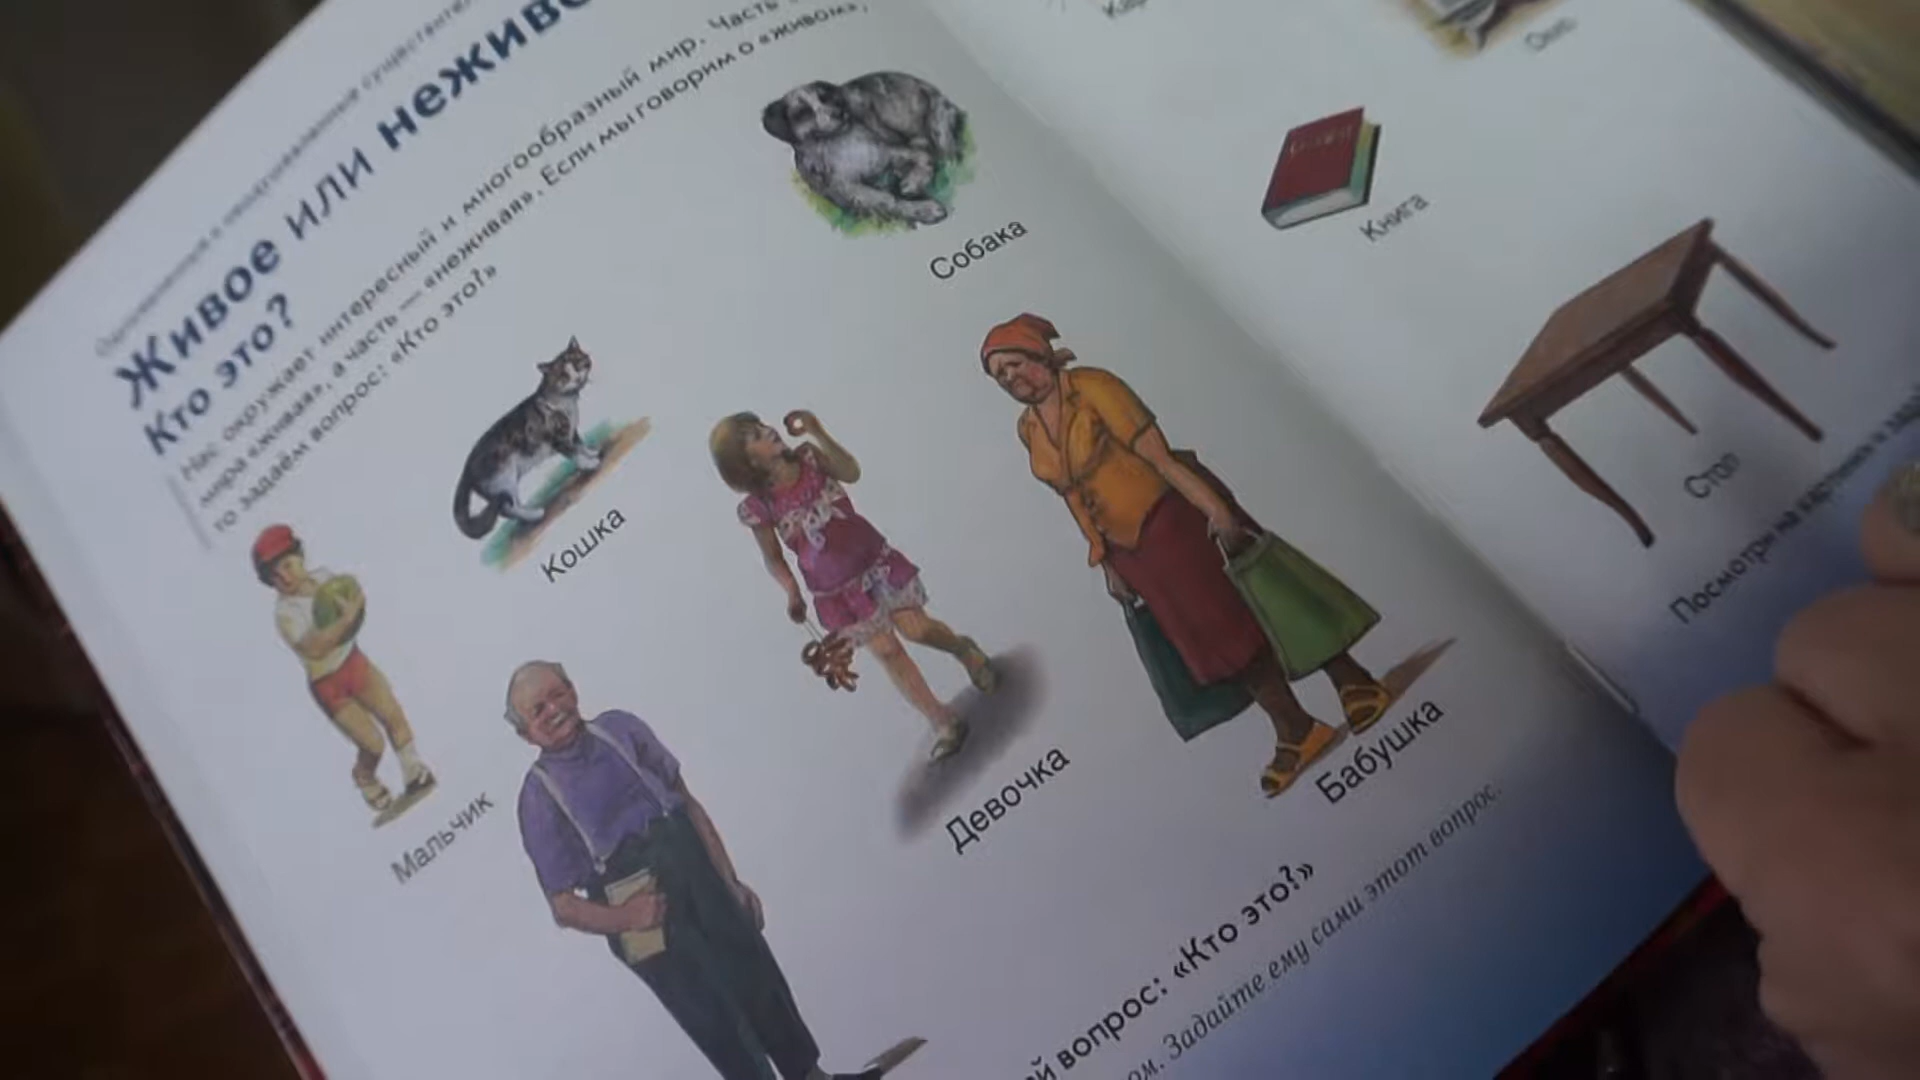 Живое или неживо
Кто это?
Нас окружает интересный и многообразный мир. Часть
мира «живая», а часть — «неживая». Если мы говорим о «живом»,
то задаём вопрос: «Кто это?»
Собака
Кошка
Мальчик
Девочка
Бабушка
й вопрос: «Кто это?»
ом. Задайте ему сами этот вопрос.
Книга
Стол
Посмотри на картинки и